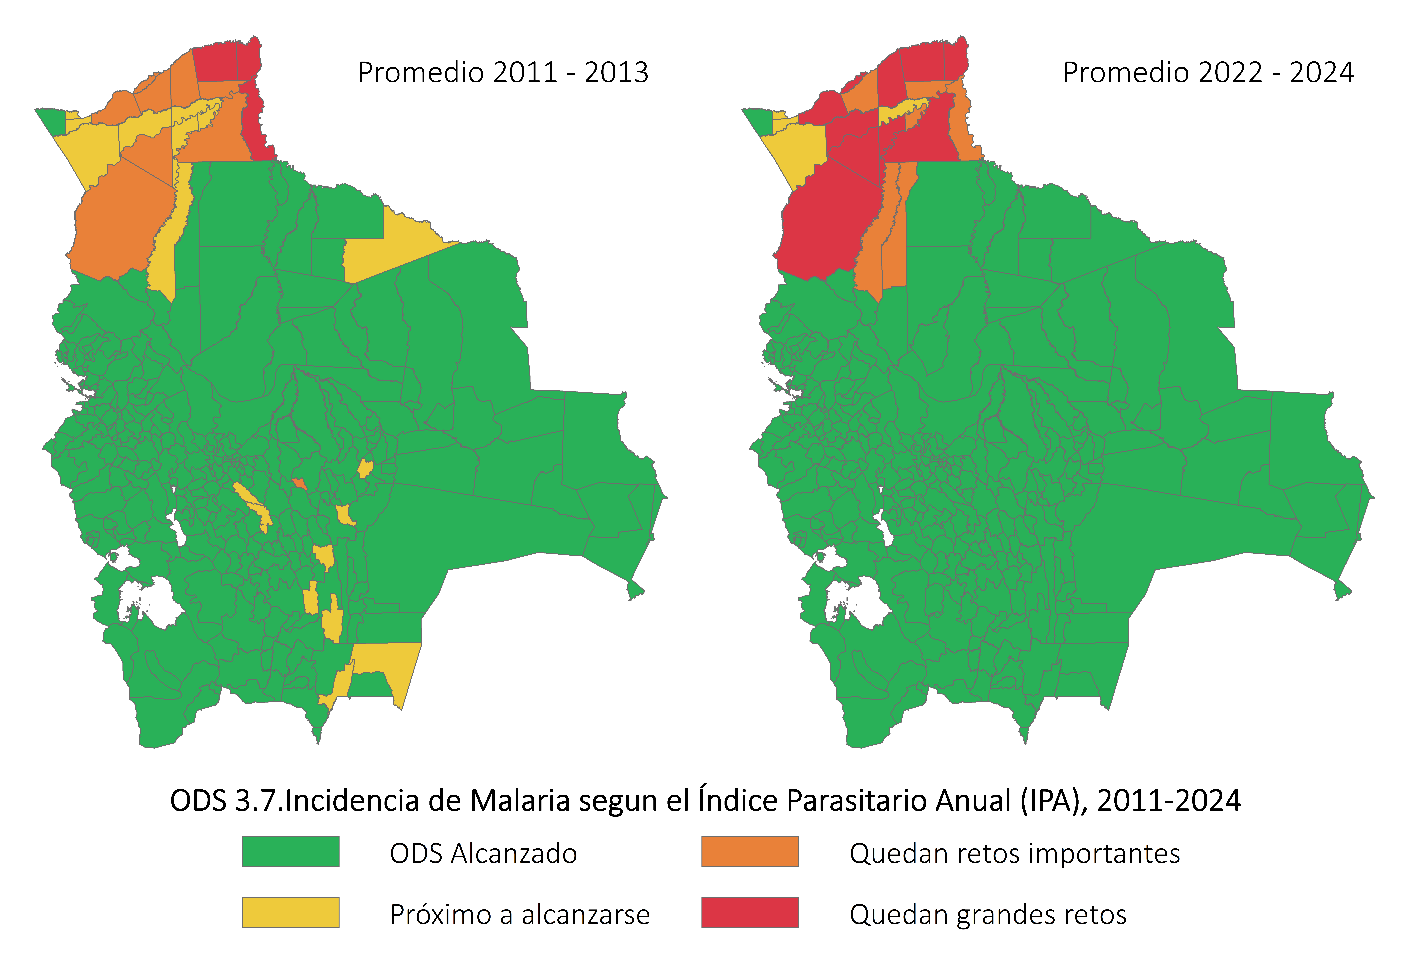 Promedio 2011 - 2013
Promedio 2022 - 2024
ODS 3.7.Incidencia de Malaria segun el Índice Parasitario Anual (IPA), 2011-2024
ODS Alcanzado
Quedan retos importantes
Próximo a alcanzarse
Quedan grandes retos